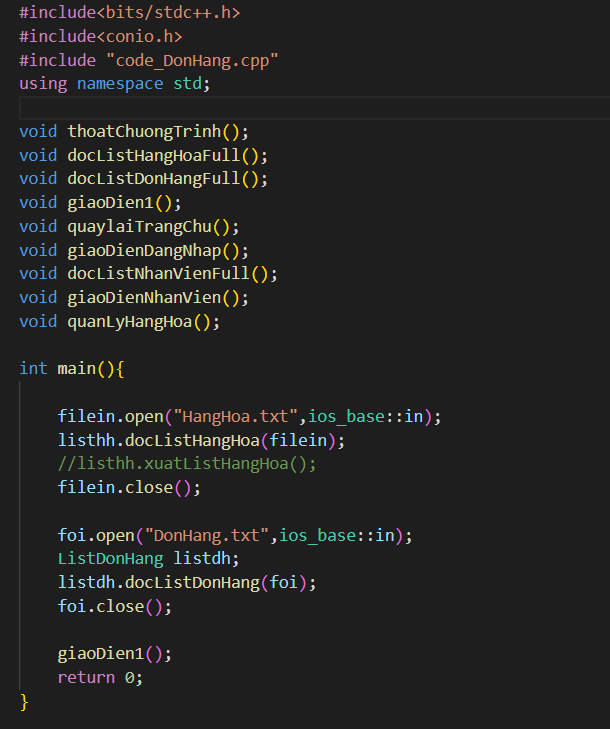 #include<bits/stdc++.h>
#include<conio.h>
#include "code_DonHang.cpp"
using namespace std;
void thoatChuongTrinh();
void docListHangHoaFull();
void docListDonHangFull();
void giaoDien1();
void quaylaiTrangChu();
void giaoDienDangNhap();
void docListNhanVienFull();
void giaoDienNhanVien();
void quanLyHangHoa();
int main(){
filein.open("HangHoa.txt",ios_base::in);
listhh.docListHangHoa(filein);
//listhh.xuatListHangHoa();
filein.close();
foi.open("DonHang.txt",ios_base::in);
ListDonHang listdh;
listdh.docListDonHang(foi);
foi.close();
giaoDien1();
return 0;
}